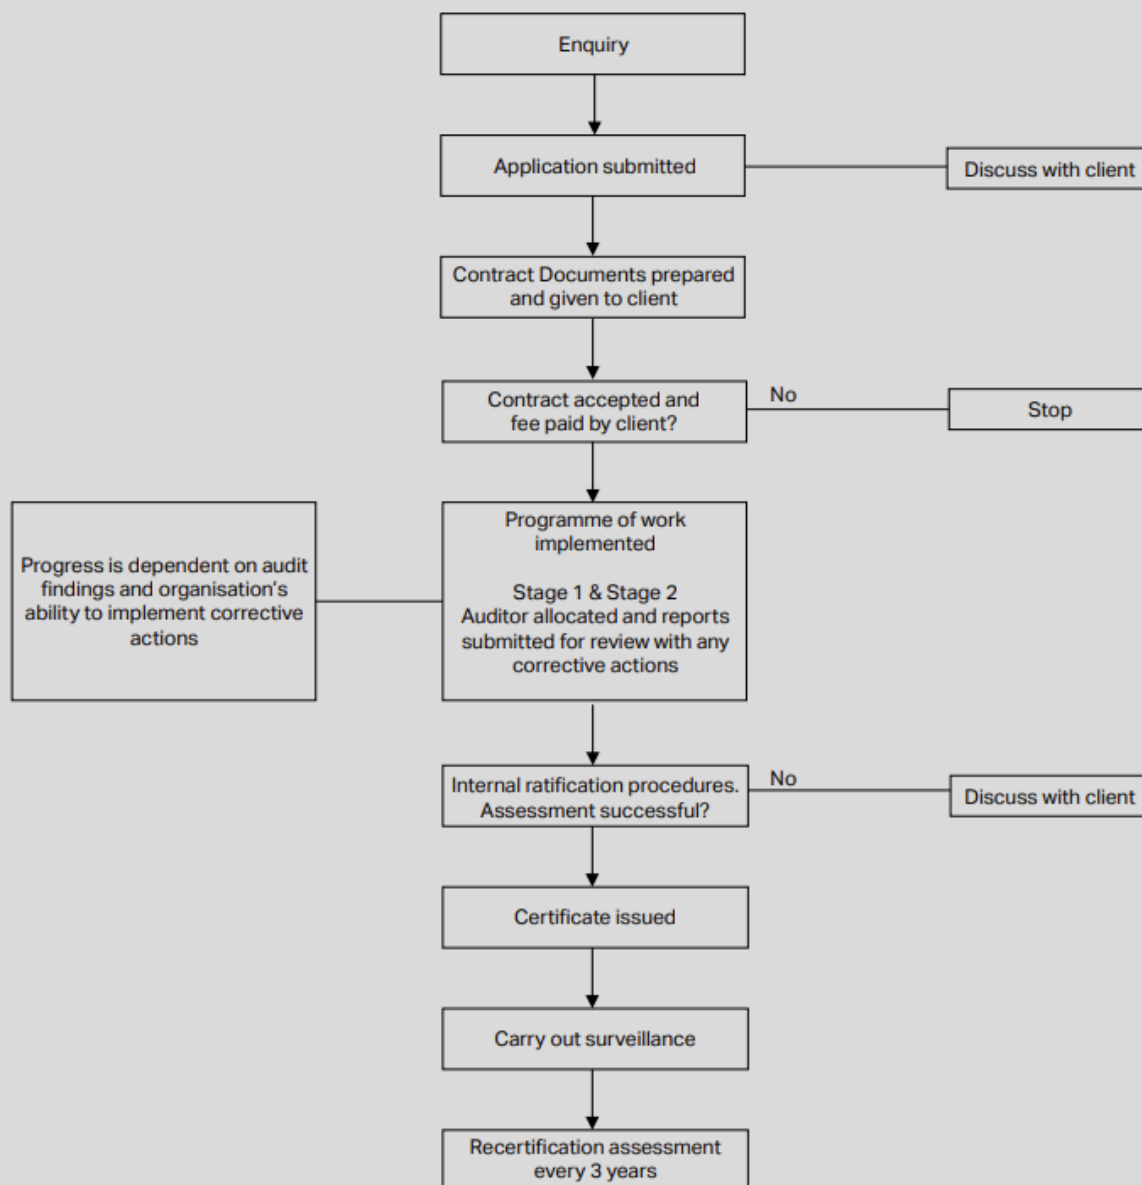 Enquiry
Application submitted
Discuss with client
Contract Documents prepared
and given to client
Contract accepted and
fee paid by client?
No
Stop
Progress is dependent on audit
findings and organisation's
ability to implement corrective
actions
Programme of work
implemented
Stage 1 & Stage 2
Auditor allocated and reports
submitted for review with any
corrective actions
Internal ratification procedures.
Assessment successful?
No
Discuss with client
Certificate issued
Carry out surveillance
Recertification assessment
every 3 years